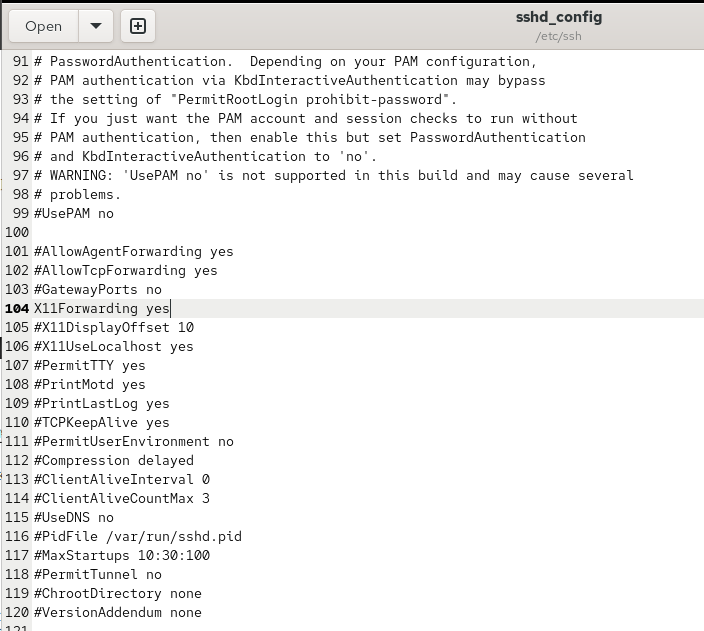 Open
sshd_config
/etc/ssh
91 # PasswordAuthentication.  Depending on your PAM configuration,
92 # PAM authentication via KbdInteractiveAuthentication may bypass
93 # the setting of "PermitRootLogin prohibit-password".
94 # If you just want the PAM account and session checks to run without
95 # PAM authentication, then enable this but set PasswordAuthentication
96 # and KbdInteractiveAuthentication to 'no'.
97 # WARNING: 'UsePAM no' is not supported in this build and may cause several
98 # problems.
99 #UsePAM no
100
101 #AllowAgentForwarding yes
102 #AllowTcpForwarding yes
103 #GatewayPorts no
104 X11Forwarding yes
105 #X11DisplayOffset 10
106 #X11UseLocalhost yes
107 #PermitTTY yes
108 #PrintMotd yes
109 #PrintLastLog yes
110 #TCPKeepAlive yes
111 #PermitUserEnvironment no
112 #Compression delayed
113 #ClientAliveInterval 0
114 #ClientAliveCountMax 3
115 #UseDNS no
116 #PidFile /var/run/sshd.pid
117 #MaxStartups 10:30:100
118 #PermitTunnel no
119 #ChrootDirectory none
120 #VersionAddendum none
121